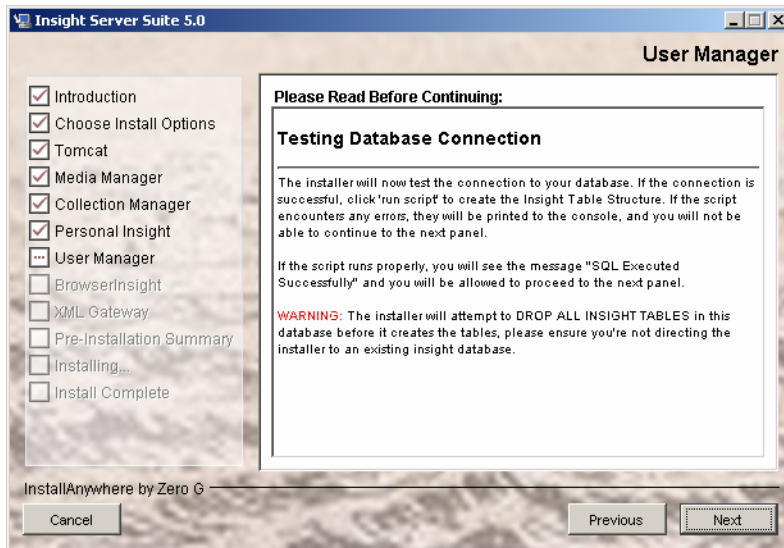 Insight Server Suite 5.0
User Manager
Introduction
Choose Install Options
Tomcat
Media Manager
Collection Manager
Personal Insight
User Manager
BrowserInsight
XML Gateway
Pre-Installation Summary
Installing...
Install Complete
Please Read Before Continuing:
Testing Database Connection
The installer will now test the connection to your database. If the connection is
successful, click 'run script' to create the Insight Table Structure. If the script
encounters any errors, they will be printed to the console, and you will not be
able to continue to the next panel.
If the script runs properly, you will see the message "SQL Executed
Successfully" and you will be allowed to proceed to the next panel.
WARNING: The installer will attempt to DROP ALL INSIGHT TABLES in this
database before it creates the tables, please ensure you're not directing the
installer to an existing insight database.
InstallAnywhere by Zero G
Cancel
Previous
Next